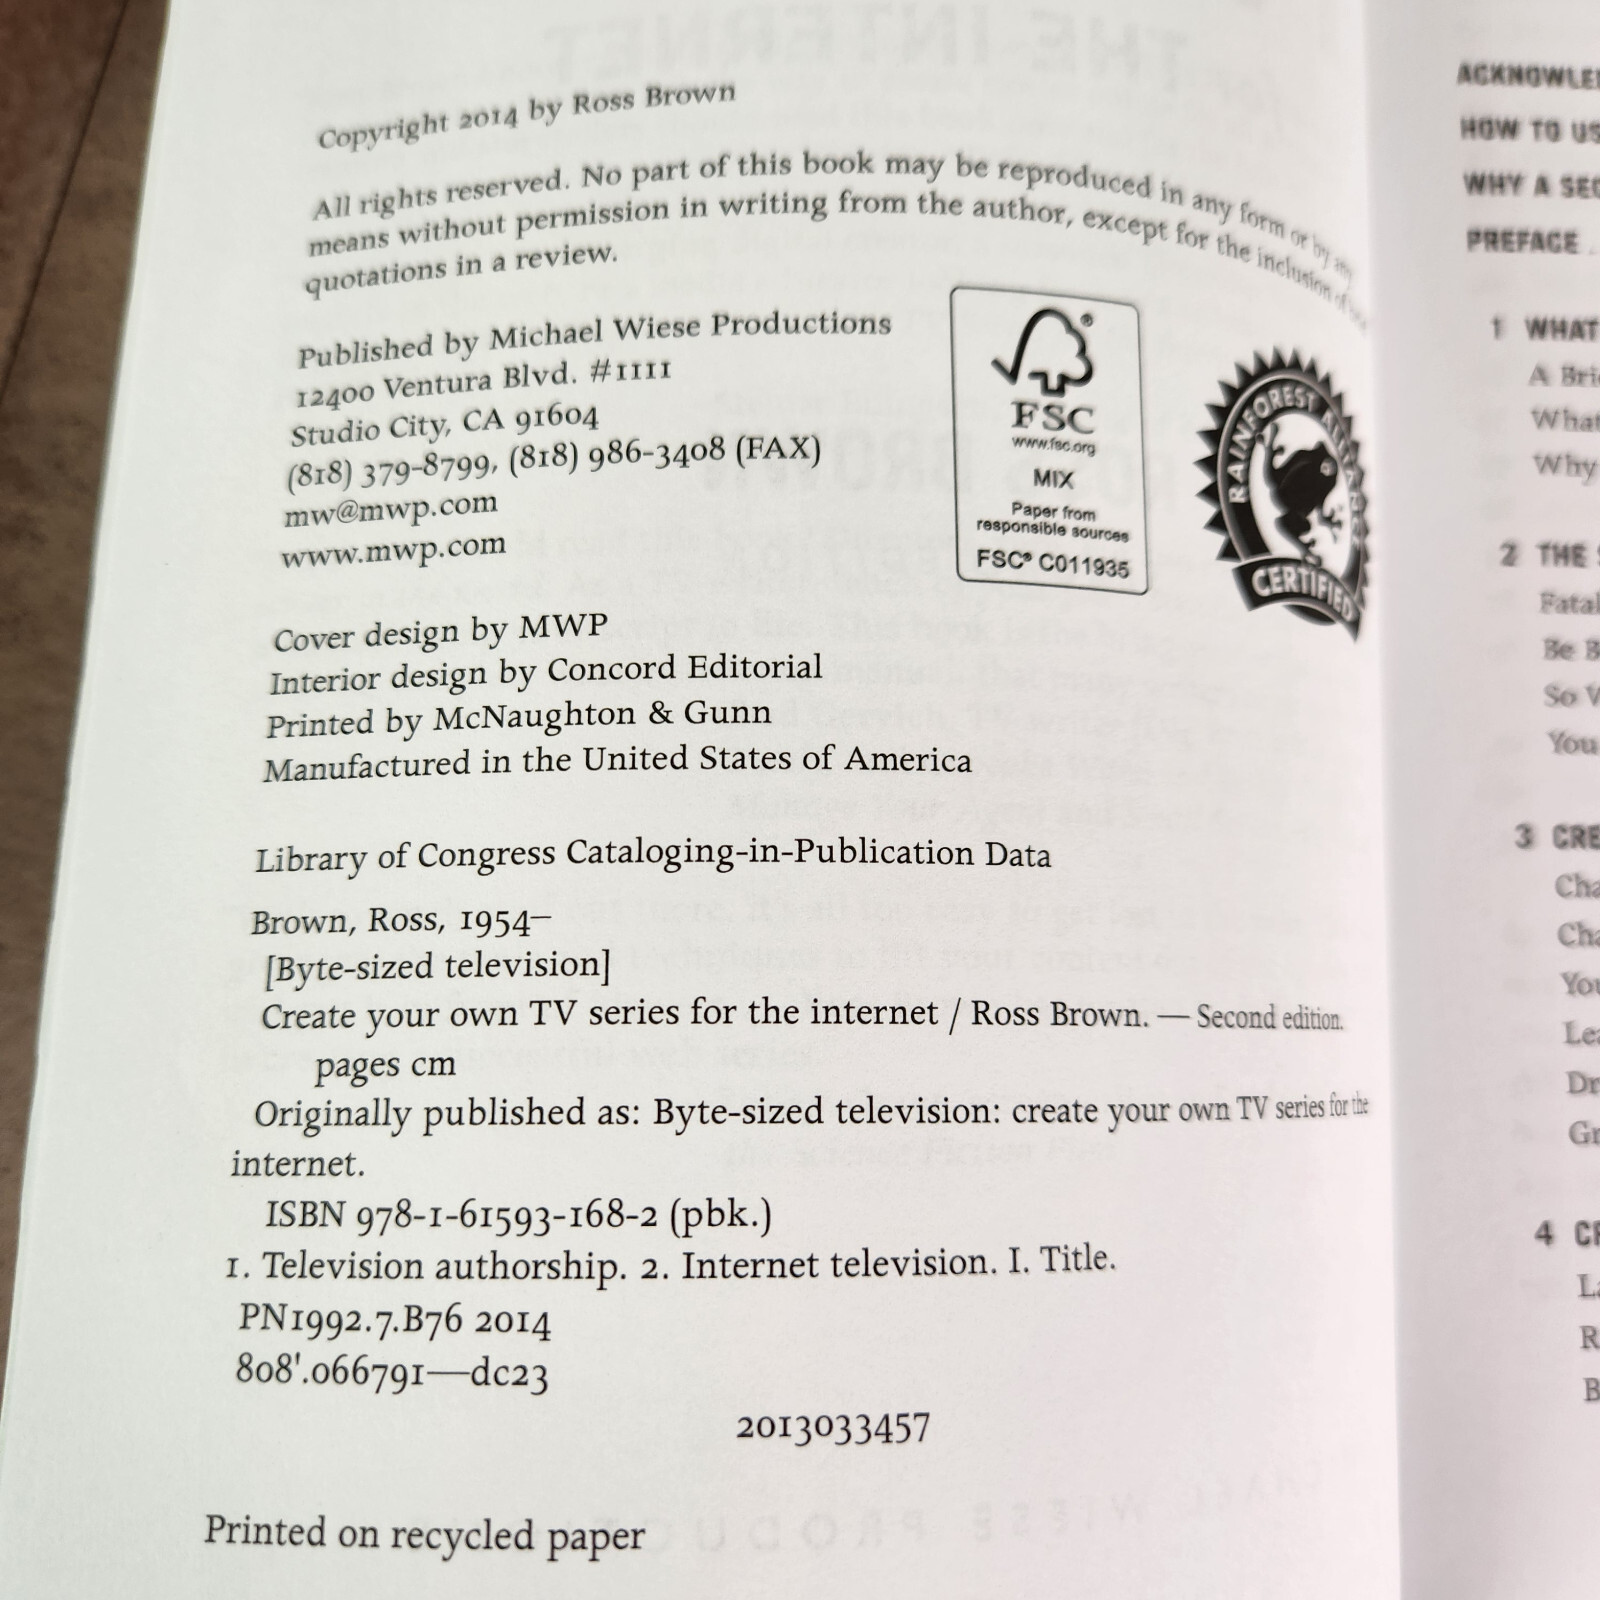 Copyright 2014 by Ross Brown
All rights reserved. No part of this book may be reproduced in any form or by any
means without permission in writing from the author, except for the inclusion of
quotations in a review.
Published by Michael Wiese Productions
12400 Ventura Blvd. #1111
Studio City, CA 91604
(818) 379-8799, (818) 986-3408 (FAX)
mw@mwp.com
www.mwp.com
FSC
www.fsc.org
MIX
Paper from
responsible sources
FSC® C011935
RAINFOREST ALLIANCE
CERTIFIED
Cover design by MWP
Interior design by Concord Editorial
Printed by McNaughton & Gunn
Manufactured in the United States of America
Library of Congress Cataloging-in-Publication Data
Brown, Ross, 1954–
[Byte-sized television]
Create your own TV series for the internet / Ross Brown. — Second edition.
pages cm
Originally published as: Byte-sized television: create your own TV series for the
internet.
ISBN 978-1-61593-168-2 (pbk.)
1. Television authorship. 2. Internet television. I. Title.
PN1992.7.B76 2014
808'.066791—dc23
2013033457
Printed on recycled paper
HOW TO
WHY A
PREFACE
1 WHAT
A
What
Why
2 THE
Fatal
Be
So
You
3
4